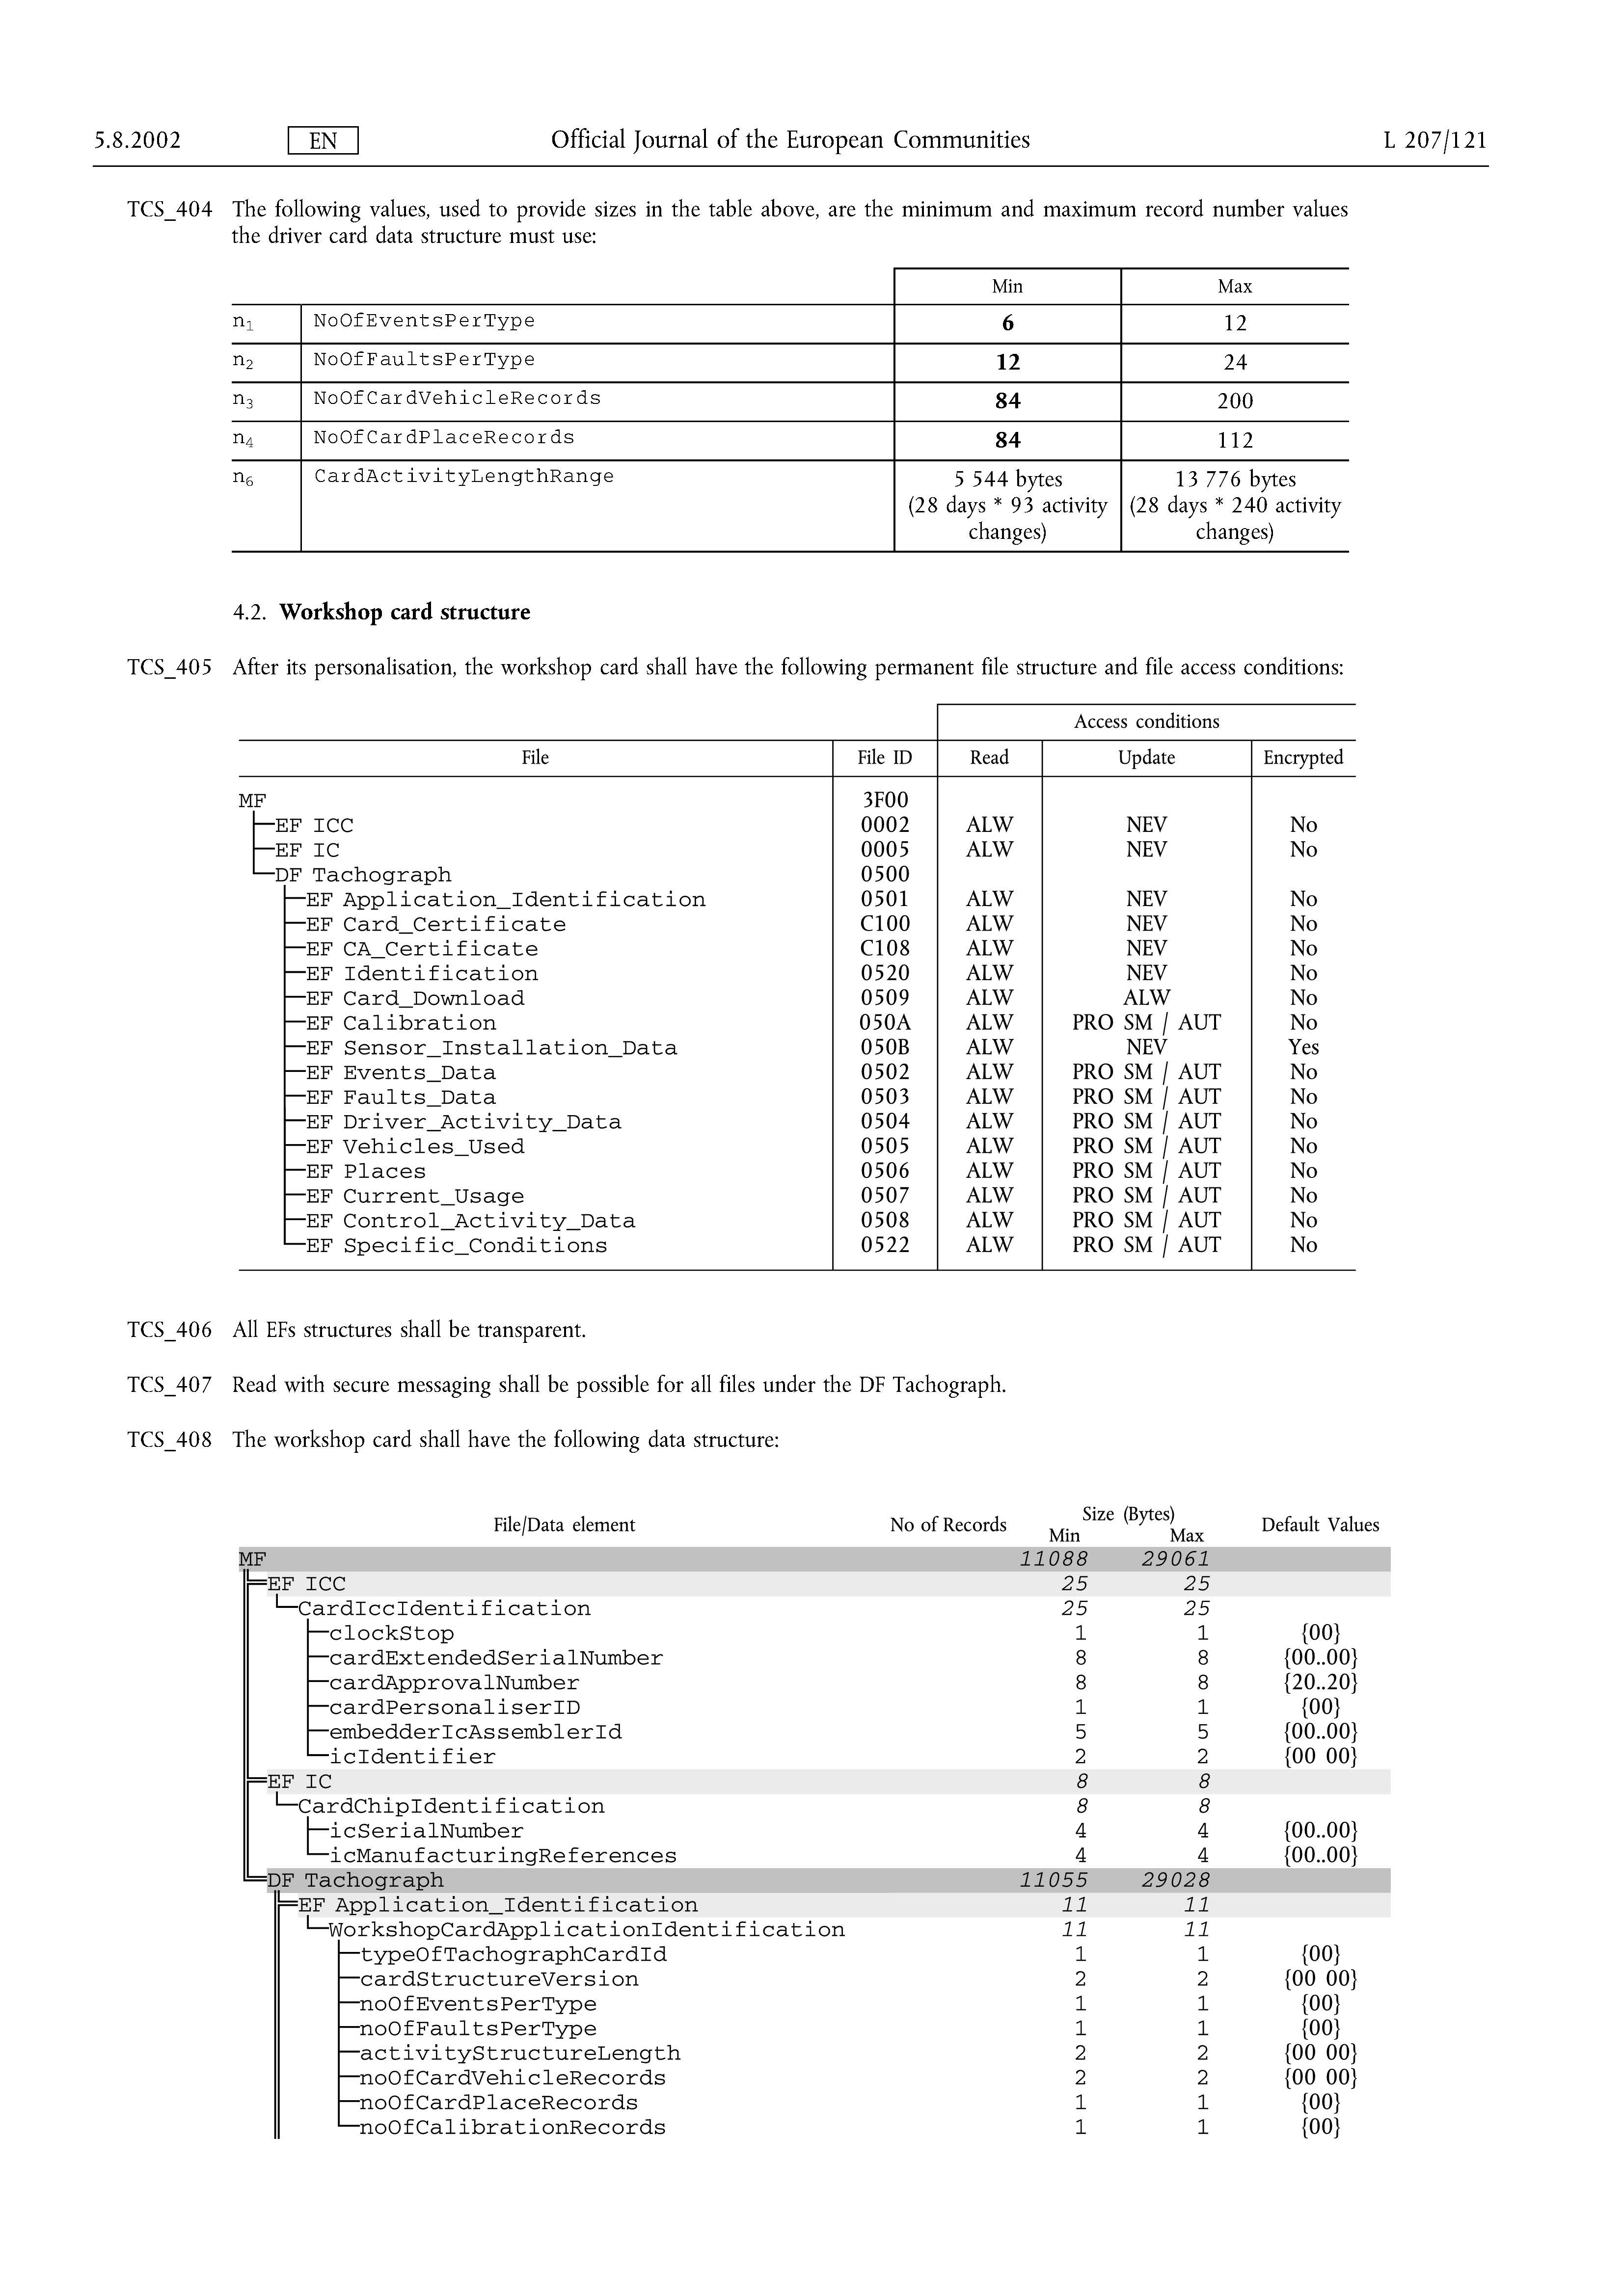 5.8.2002 EN Official Journal of the European Communities L 207/121
TCS_404 The following values, used to provide sizes in the table above, are the minimum and maximum record number values
the driver card data structure must use:
Min Max
n1 NoOfEventsPerType 6 12
n2 NoOfFaultsPerType 12 24
n3 NoOfCardVehicleRecords 84 200
n4 NoOfCardPlaceRecords 84 112
n6 CardActivityLengthRange 5 544 bytes 13 776 bytes
(28 days * 93 activity (28 days * 240 activity
changes) changes)
4.2. Workshop card structure
TCS_405 After its personalisation, the workshop card shall have the following permanent file structure and file access conditions:
Access conditions
File File ID Read Update Encrypted
MF 3F00
EF ICC 0002 ALW NEV No
EF IC 0005 ALW NEV No
DF Tachograph 0500
EF Application_Identification 0501 ALW NEV No
EF Card_Certificate C100 ALW NEV No
EF CA_Certificate C108 ALW NEV No
EF Identification 0520 ALW NEV No
EF Card_Download 0509 ALW ALW No
EF Calibration 050A ALW PRO SM / AUT No
EF Sensor_Installation_Data 050B ALW NEV Yes
EF Events_Data 0502 ALW PRO SM / AUT No
EF Faults_Data 0503 ALW PRO SM / AUT No
EF Driver_Activity_Data 0504 ALW PRO SM / AUT No
EF Vehicles_Used 0505 ALW PRO SM / AUT No
EF Places 0506 ALW PRO SM / AUT No
EF Current_Usage 0507 ALW PRO SM / AUT No
EF Control_Activity_Data 0508 ALW PRO SM / AUT No
EF Specific_Conditions 0522 ALW PRO SM / AUT No
TCS_406 All EFs structures shall be transparent.
TCS_407 Read with secure messaging shall be possible for all files under the DF Tachograph.
TCS_408 The workshop card shall have the following data structure:
File/Data element No of Records Size (Bytes) Default Values
Min Max
MF 11088 29061
EF ICC 25 25
CardIccIdentification 25 25
clockStop 1 1 {00}
cardExtendedSerialNumber 8 8 {00..00}
cardApprovalNumber 8 8 {20..20}
cardPersonaliserID 1 1 {00}
embedderIcAssemblerId 5 5 {00..00}
icIdentifier 2 2 {00 00}
EF IC 8 8
CardChipIdentification 8 8
icSerialNumber 4 4 {00..00}
icManufacturingReferences 4 4 {00..00}
DF Tachograph 11055 29028
EF Application_Identification 11 11
WorkshopCardApplicationIdentification 11 11
typeOfTachographCardId 1 1 {00}
cardStructureVersion 2 2 {00 00}
noOfEventsPerType 1 1 {00}
noOfFaultsPerType 1 1 {00}
activityStructureLength 2 2 {00 00}
noOfCardVehicleRecords 2 2 {00 00}
noOfCardPlaceRecords 1 1 {00}
noOfCalibrationRecords 1 1 {00}